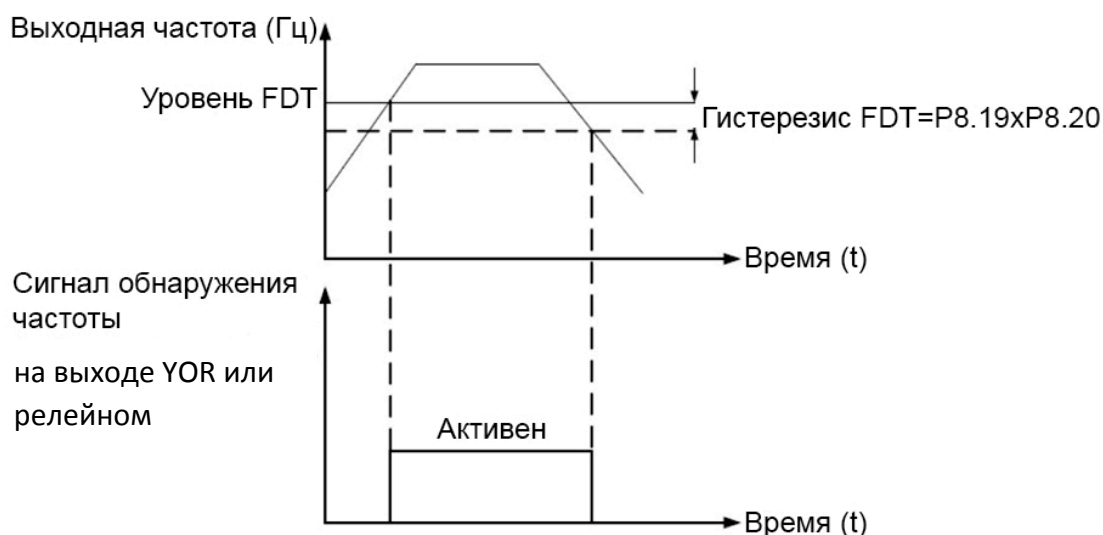 Выходная частота (Гц)
Уровень FDT
Гистерезис FDT=P8.19xP8.20
Время (t)
Сигнал обнаружения
частоты
на выходе YOR или
релейном
Активен
Время (t)